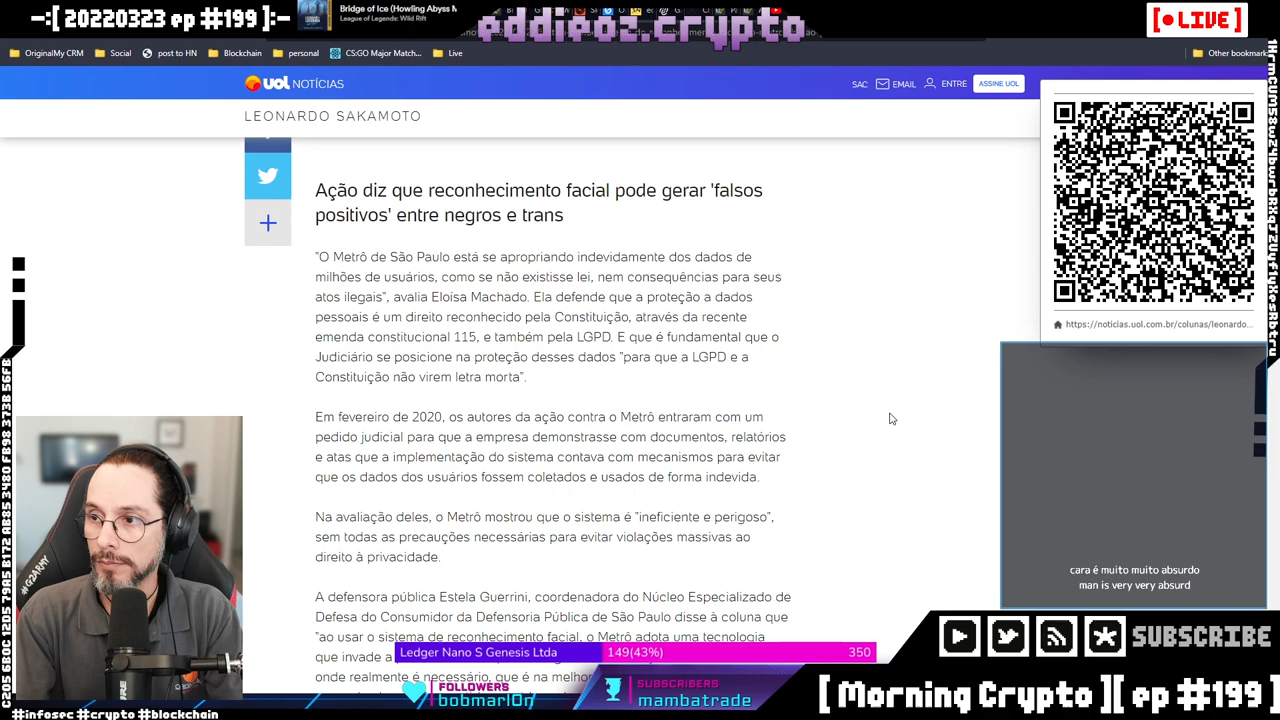 -:[ 20220323 ep #199 ]:-
Bridge of Ice (Howling Abyss M
League of Legends: Wild Rift
eddieoz.crypto
[•LIVE]
OriginalMy CRM
Social
post to HN
Blockchain
personal
CS:GO Major Match...
Live
Other bookmark
UOL NOTÍCIAS
SAC
EMAIL
ENTRE
ASSINE UOL
LEONARDO SAKAMOTO
Ação diz que reconhecimento facial pode gerar 'falsos
positivos' entre negros e trans
"O Metrô de São Paulo está se apropriando indevidamente dos dados de
milhões de usuários, como se não existisse lei, nem consequências para seus
atos ilegais", avalia Eloísa Machado. Ela defende que a proteção a dados
pessoais é um direito reconhecido pela Constituição, através da recente
emenda constitucional 115, e também pela LGPD. E que é fundamental que o
Judiciário se posicione na proteção desses dados "para que a LGPD e a
Constituição não virem letra morta".
Em fevereiro de 2020, os autores da ação contra o Metrô entraram com um
pedido judicial para que a empresa demonstrasse com documentos, relatórios
e atas que a implementação do sistema contava com mecanismos para evitar
que os dados dos usuários fossem coletados e usados de forma indevida.
Na avaliação deles, o Metrô mostrou que o sistema é "ineficiente e perigoso",
sem todas as precauções necessárias para evitar violações massivas ao
direito à privacidade.
A defensora pública Estela Guerrini, coordenadora do Núcleo Especializado de
Defesa do Consumidor da Defensoria Pública de São Paulo disse à coluna que
"ao usar o sistema de reconhecimento facial, o Metrô adota uma tecnologia
que invade a
onde realmente é necessário, que é na melhor
https://noticias.uol.com.br/colunas/leonardo...
cara é muito muito absurdo
man is very very absurd
#G2ARMY
Ledger Nano S Genesis Ltda
149(43%)
350
FOLLOWERS
bobmarl0n
SUBSCRIBERS
mambatrade
SUBSCRIBE
[ Morning Crypto ][ ep #199 ]
#infosec #crypto #blockchain